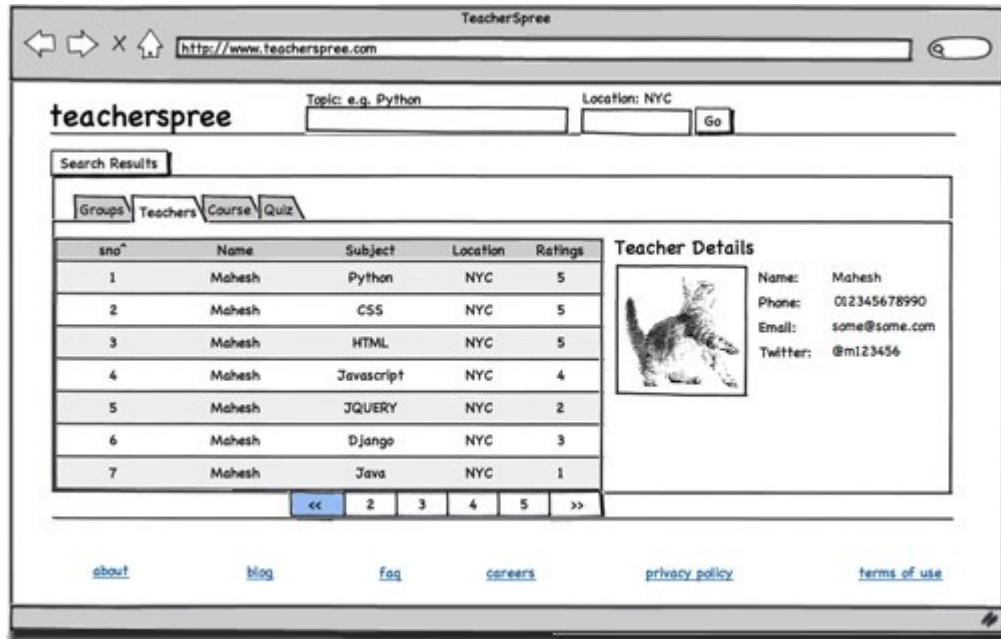 TeacherSpree
http://www.teacherspree.com
teacherspree
Topic: e.g. Python
Location: NYC
Go
Search Results
Groups Teachers Course Quiz
sno^ Name Subject Location Ratings
1 Mahesh Python NYC 5
2 Mahesh CSS NYC 5
3 Mahesh HTML NYC 5
4 Mahesh Javascript NYC 4
5 Mahesh JQUERY NYC 2
6 Mahesh Django NYC 3
7 Mahesh Java NYC 1
<< 2 3 4 5 >>
Teacher Details
Name: Mahesh
Phone: 012345678990
Email: some@some.com
Twitter: @m123456
about blog faq careers privacy policy terms of use